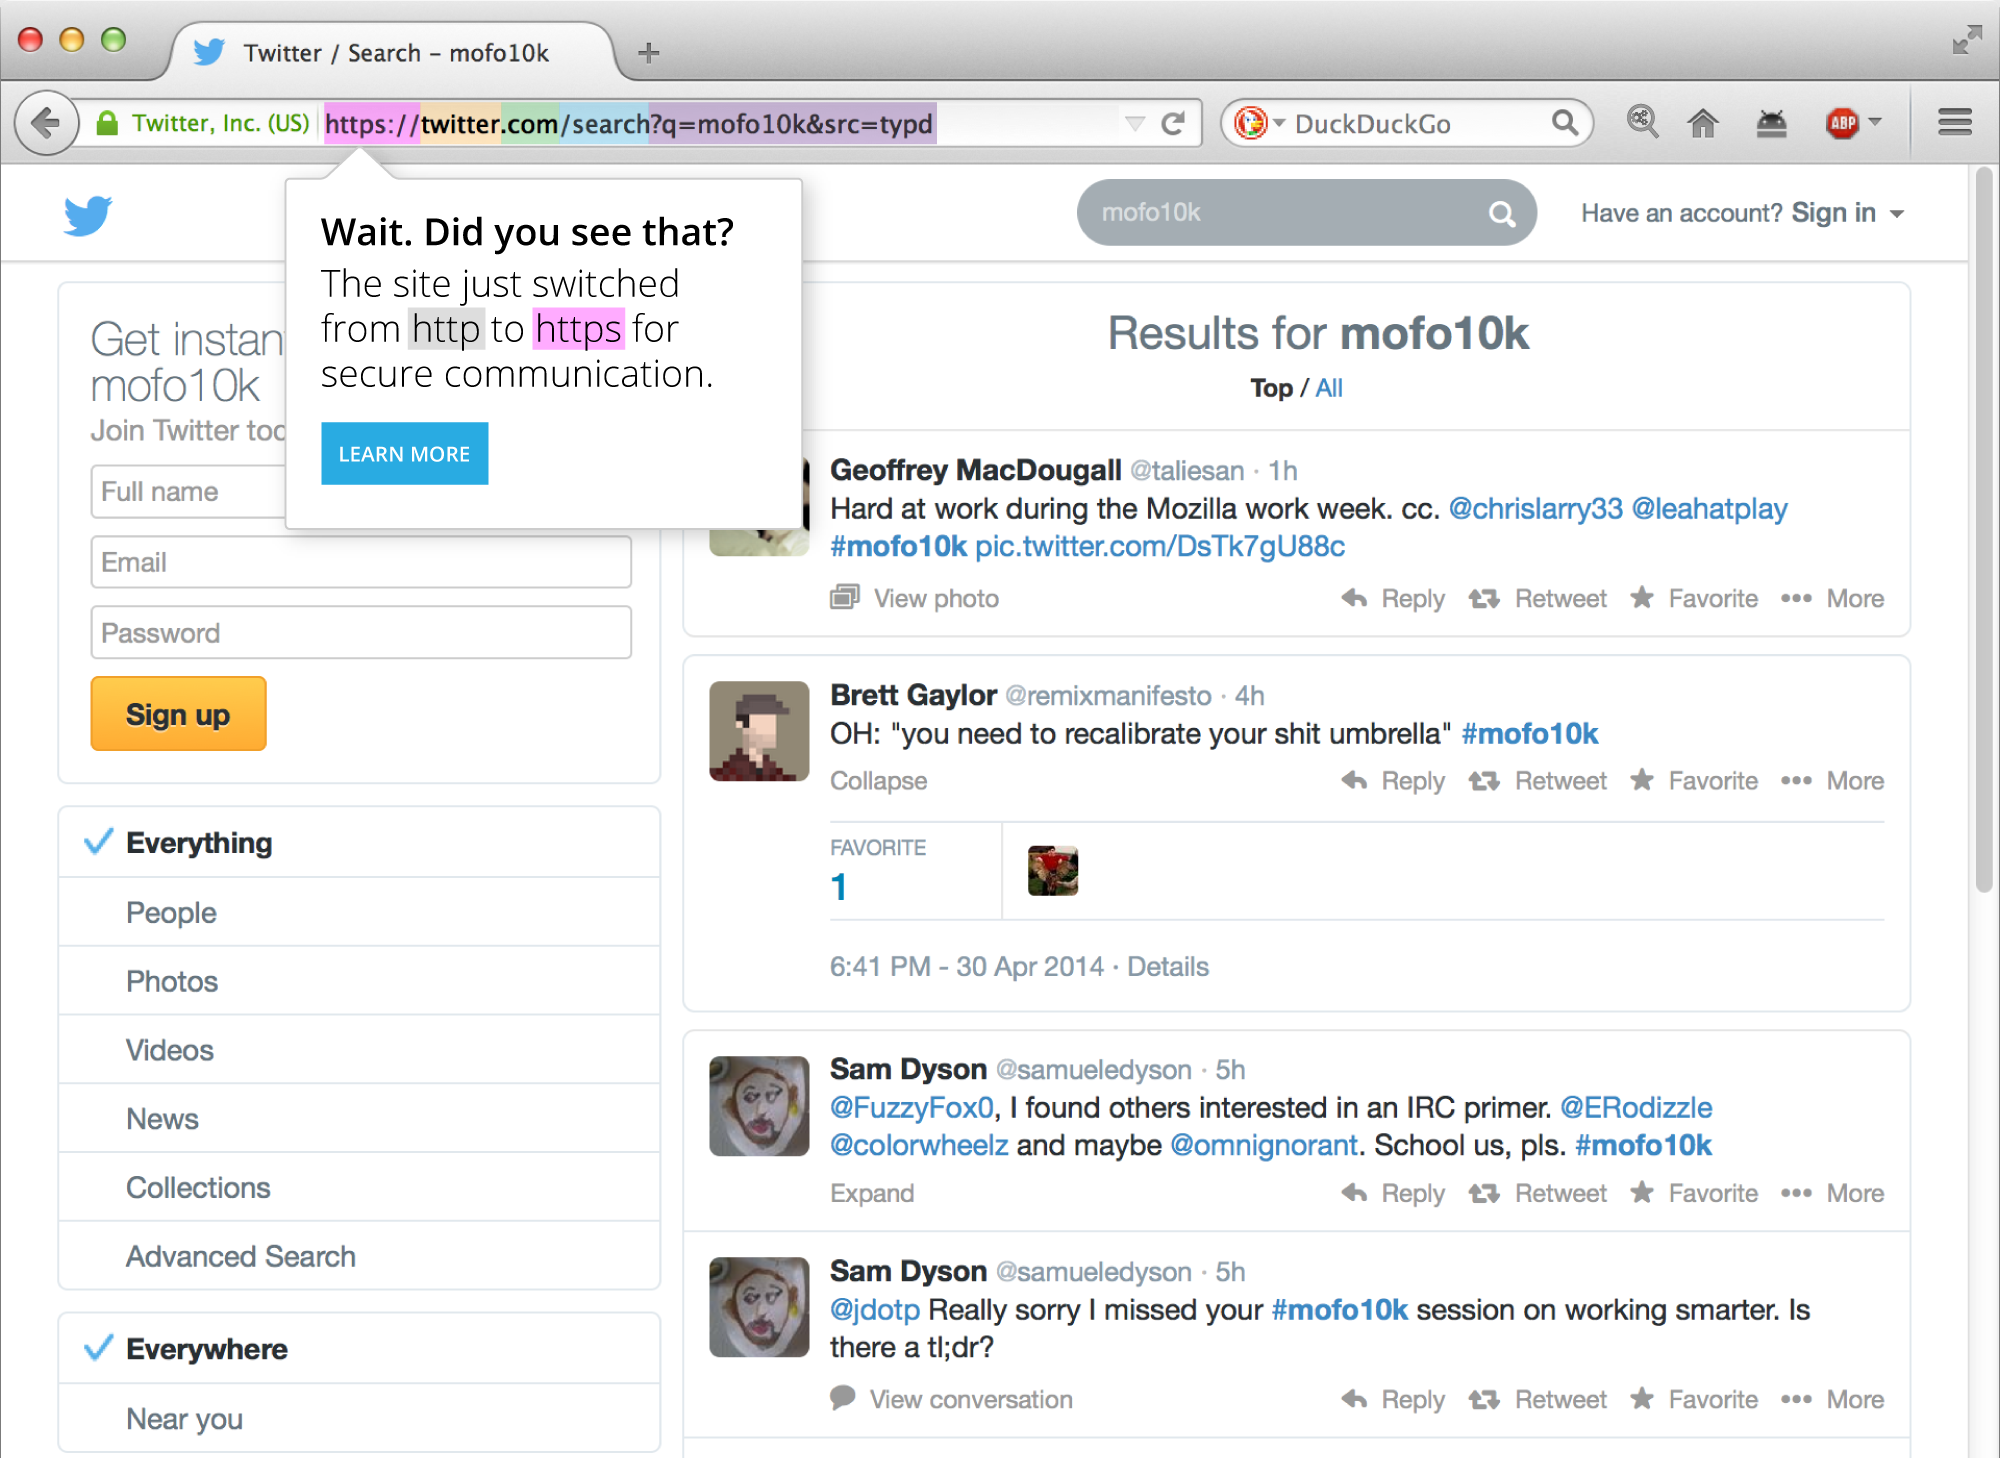 Twitter / Search – mofo10k
Twitter, Inc. (US)
https://twitter.com/search?q=mofo10k&src=typd
DuckDuckGo
ABP
mofo10k
Have an account? Sign in
Wait. Did you see that?
The site just switched
from http to https for
secure communication.
LEARN MORE
Get instan
mofo10k
Join Twitter too
Full name
Email
Password
Sign up
Everything
People
Photos
Videos
News
Collections
Advanced Search
Everywhere
Near you
Results for mofo10k
Top / All
Geoffrey MacDougall @taliesan · 1h
Hard at work during the Mozilla work week. cc. @chrislarry33 @leahatplay
#mofo10k pic.twitter.com/DsTk7gU88c
View photo Reply Retweet Favorite More
Brett Gaylor @remixmanifesto · 4h
OH: "you need to recalibrate your shit umbrella" #mofo10k
Collapse Reply Retweet Favorite More
FAVORITE
1
6:41 PM - 30 Apr 2014 · Details
Sam Dyson @samueledyson · 5h
@FuzzyFox0, I found others interested in an IRC primer. @ERodizzle
@colorwheelz and maybe @omnignorant. School us, pls. #mofo10k
Expand Reply Retweet Favorite More
Sam Dyson @samueledyson · 5h
@jdotp Really sorry I missed your #mofo10k session on working smarter. Is
there a tl;dr?
View conversation Reply Retweet Favorite More